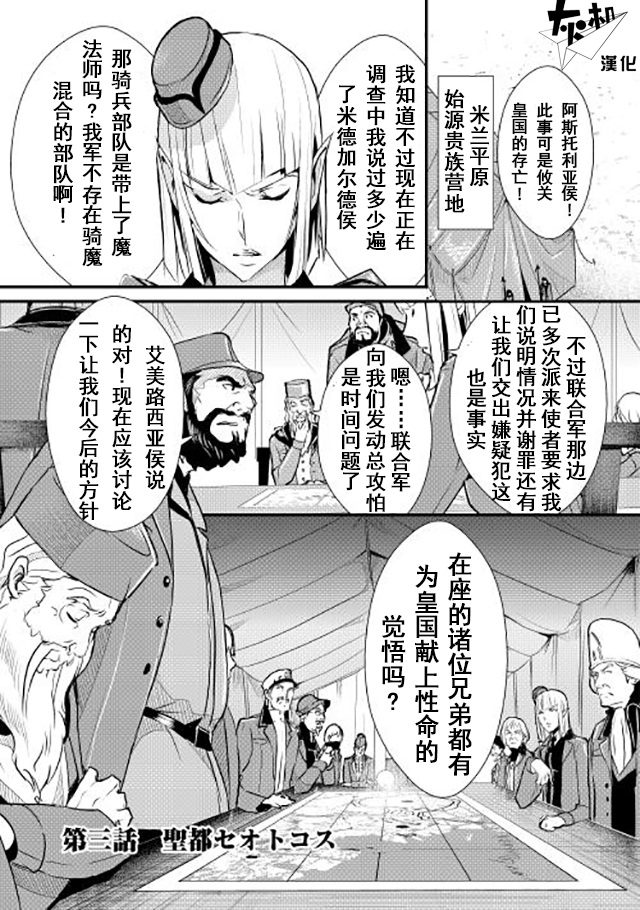 大汉机
漢化
阿斯托利亚侯!
此事可是攸关
皇国的存亡!
米兰平原
始源贵族营地
我知道不过现在正在
调查中我说过多少遍
了米德加尔德侯
那骑兵部队是带上了魔
法师吗?我军不存在骑魔
混合的部队啊!
不过联合军那边
已多次派来使者要求我
们说明情况并谢罪还有
让我们交出嫌疑犯这
也是事实
嗯……联合军
向我们发动总攻怕
是时间问题了
艾美路西亚侯说
的对!现在应该讨论
一下让我们今后的方针
在座的诸位兄弟都有
为皇国献上性命的
觉悟吗?
第三話 聖都セオトコス